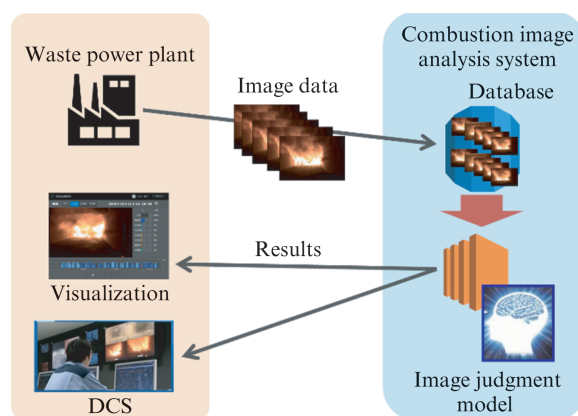 Waste power plant
Image data
Combustion image
analysis system
Database
Results
Visualization
DCS
Image judgment
model